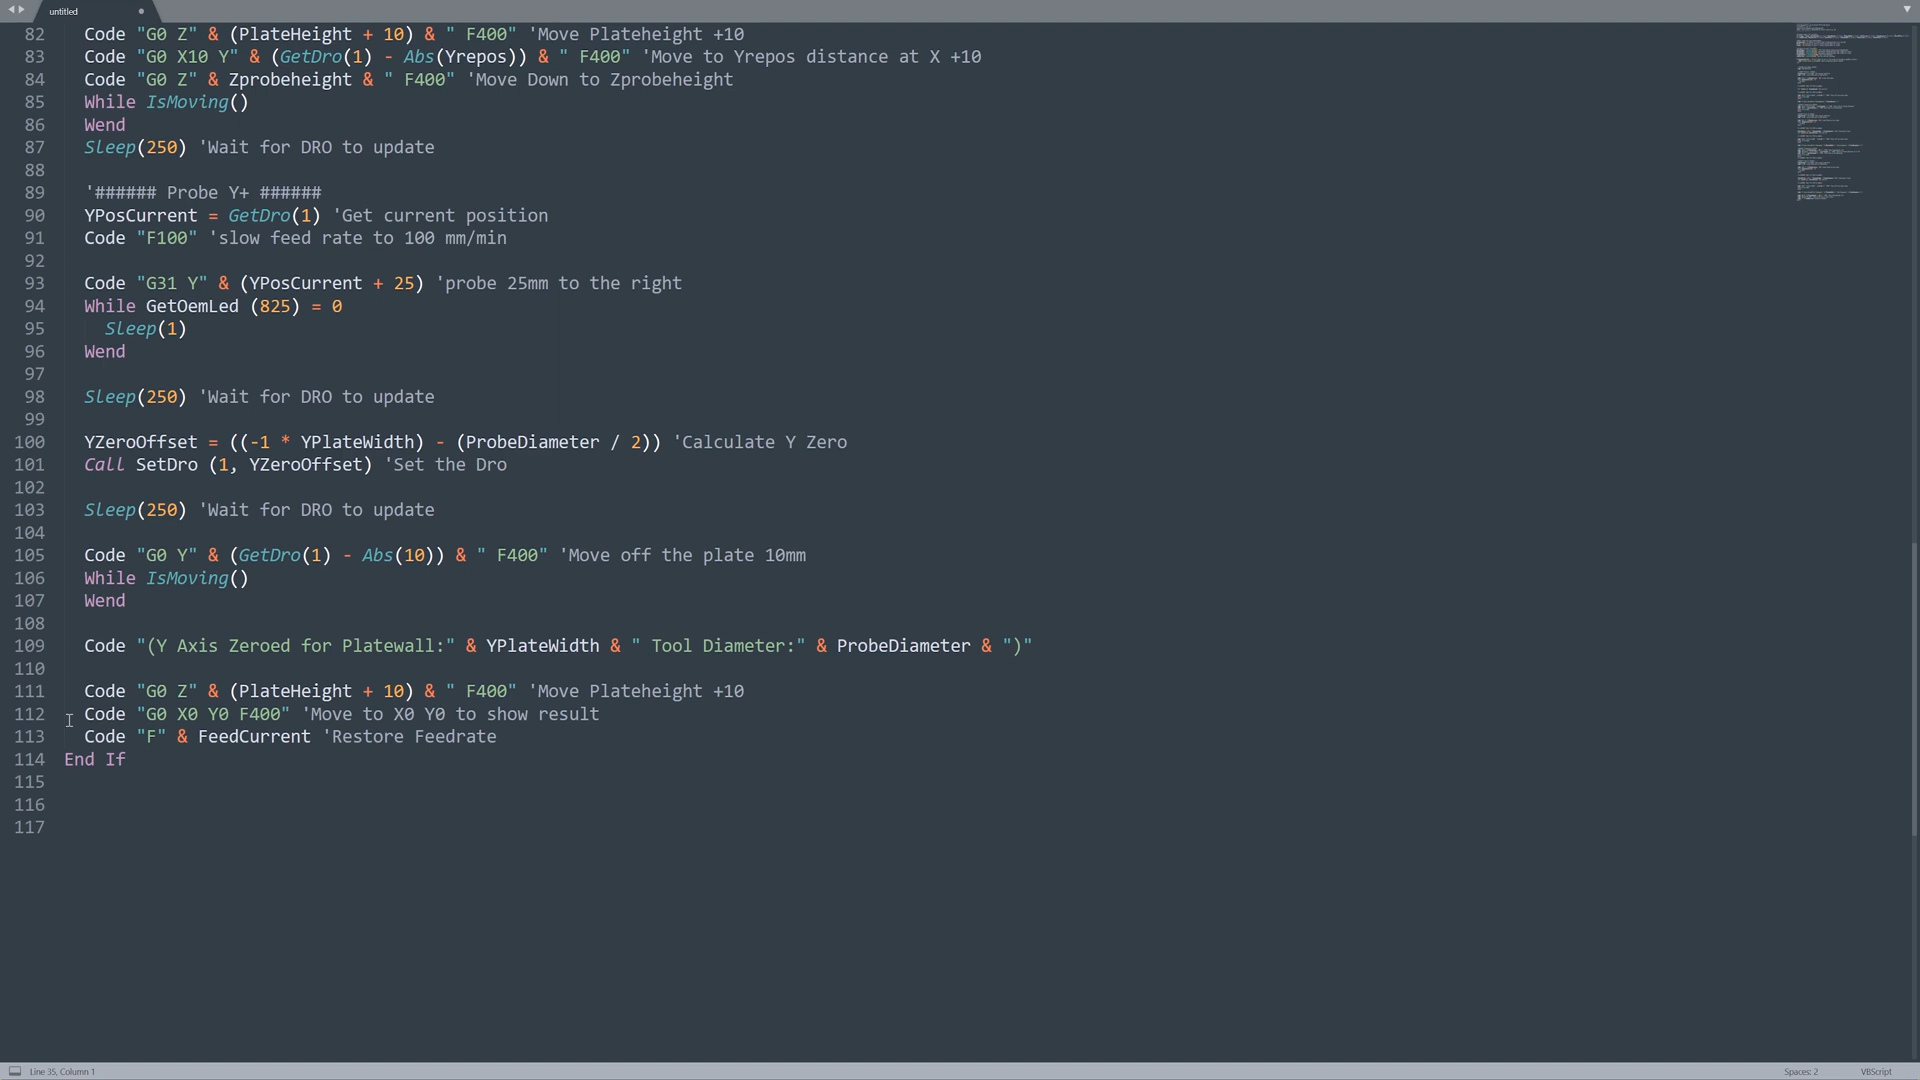 untitled
82 Code "G0 Z" & (PlateHeight + 10) & " F400" 'Move Plateheight +10
83 Code "G0 X10 Y" & (GetDro(1) - Abs(Yrepos)) & " F400" 'Move to Yrepos distance at X +10
84 Code "G0 Z" & Zprobeheight & " F400" 'Move Down to Zprobeheight
85 While IsMoving()
86 Wend
87 Sleep(250) 'Wait for DRO to update
88
89 '###### Probe Y+ ######
90 YPosCurrent = GetDro(1) 'Get current position
91 Code "F100" 'slow feed rate to 100 mm/min
92
93 Code "G31 Y" & (YPosCurrent + 25) 'probe 25mm to the right
94 While GetOemLed (825) = 0
95 Sleep(1)
96 Wend
97
98 Sleep(250) 'Wait for DRO to update
99
100 YZeroOffset = ((-1 * YPlateWidth) - (ProbeDiameter / 2)) 'Calculate Y Zero
101 Call SetDro (1, YZeroOffset) 'Set the Dro
102
103 Sleep(250) 'Wait for DRO to update
104
105 Code "G0 Y" & (GetDro(1) - Abs(10)) & " F400" 'Move off the plate 10mm
106 While IsMoving()
107 Wend
108
109 Code "(Y Axis Zeroed for Platewall:" & YPlateWidth & " Tool Diameter:" & ProbeDiameter & ")"
110
111 Code "G0 Z" & (PlateHeight + 10) & " F400" 'Move Plateheight +10
112 Code "G0 X0 Y0 F400" 'Move to X0 Y0 to show result
113 Code "F" & FeedCurrent 'Restore Feedrate
114 End If
115
116
117
Line 35, Column 1
Spaces: 2
VBScript